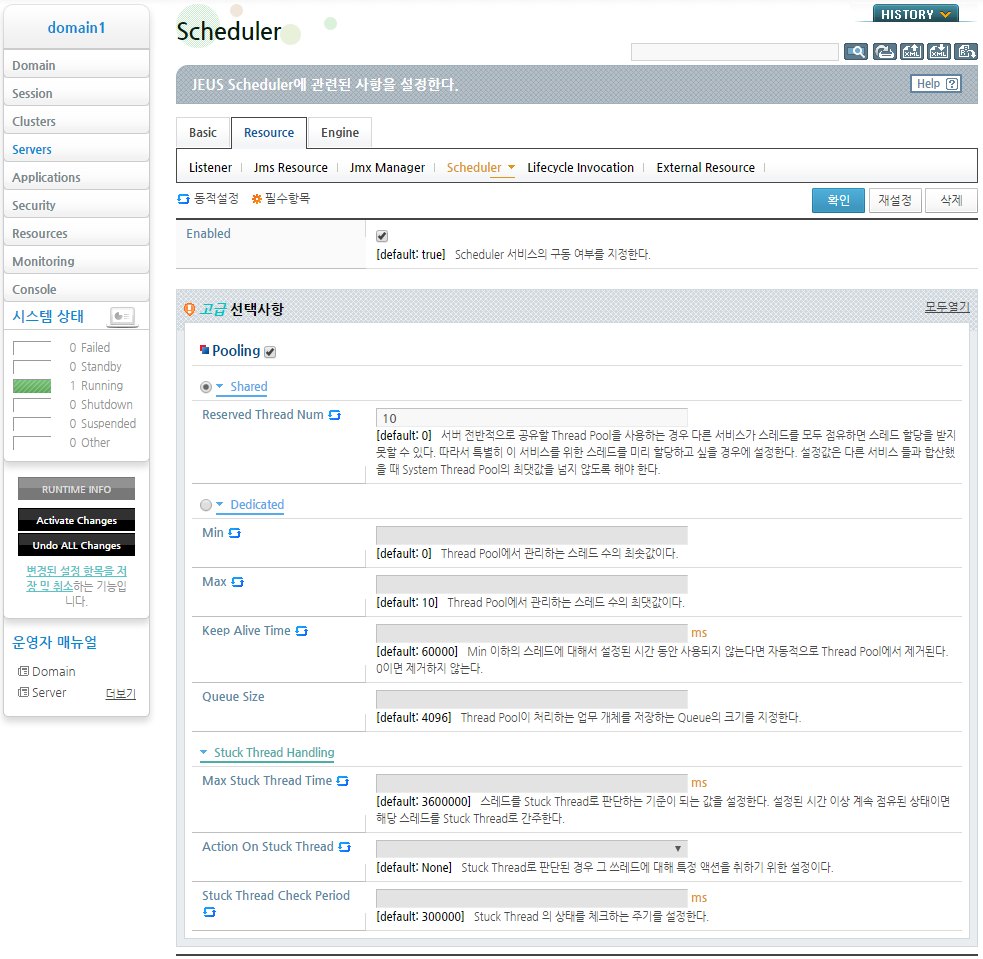 domain1
Domain
Session
Clusters
Servers
Applications
Security
Resources
Monitoring
Console
시스템 상태
0 Failed
0 Standby
1 Running
0 Shutdown
0 Suspended
0 Other
RUNTIME INFO
Activate Changes
Undo ALL Changes
변경된 설정 항목을 저
장 및 취소하는 기능입
니다.
운영자 매뉴얼
Domain
Server 더보기
HISTORY
Scheduler
XML XML
JEUS Scheduler에 관련된 사항을 설정한다.
Help ?
Basic Resource Engine
Listener Jms Resource Jmx Manager Scheduler Lifecycle Invocation External Resource
동적설정 필수항목 확인 재설정 삭제
Enabled
[default: true] Scheduler 서비스의 구동 여부를 지정한다.
고급 선택사항 모두열기
Pooling
Shared
Reserved Thread Num 10
[default: 0] 서버 전반적으로 공유할 Thread Pool을 사용하는 경우 다른 서비스가 스레드를 모두 점유하면 스레드 할당을 받지
못할 수 있다. 따라서 특별히 이 서비스를 위한 스레드를 미리 할당하고 싶을 경우에 설정한다. 설정값은 다른 서비스 들과 합산했
을 때 System Thread Pool의 최댓값을 넘지 않도록 해야 한다.
Dedicated
Min
[default: 0] Thread Pool에서 관리하는 스레드 수의 최솟값이다.
Max
[default: 10] Thread Pool에서 관리하는 스레드 수의 최댓값이다.
Keep Alive Time ms
[default: 60000] Min 이하의 스레드에 대해서 설정된 시간 동안 사용되지 않는다면 자동적으로 Thread Pool에서 제거된다.
0이면 제거하지 않는다.
Queue Size
[default: 4096] Thread Pool이 처리하는 업무 개체를 저장하는 Queue의 크기를 지정한다.
Stuck Thread Handling
Max Stuck Thread Time ms
[default: 3600000] 스레드를 Stuck Thread로 판단하는 기준이 되는 값을 설정한다. 설정된 시간 이상 계속 점유된 상태이면
해당 스레드를 Stuck Thread로 간주한다.
Action On Stuck Thread
[default: None] Stuck Thread로 판단된 경우 그 쓰레드에 대해 특정 액션을 취하기 위한 설정이다.
Stuck Thread Check Period ms
[default: 300000] Stuck Thread 의 상태를 체크하는 주기를 설정한다.